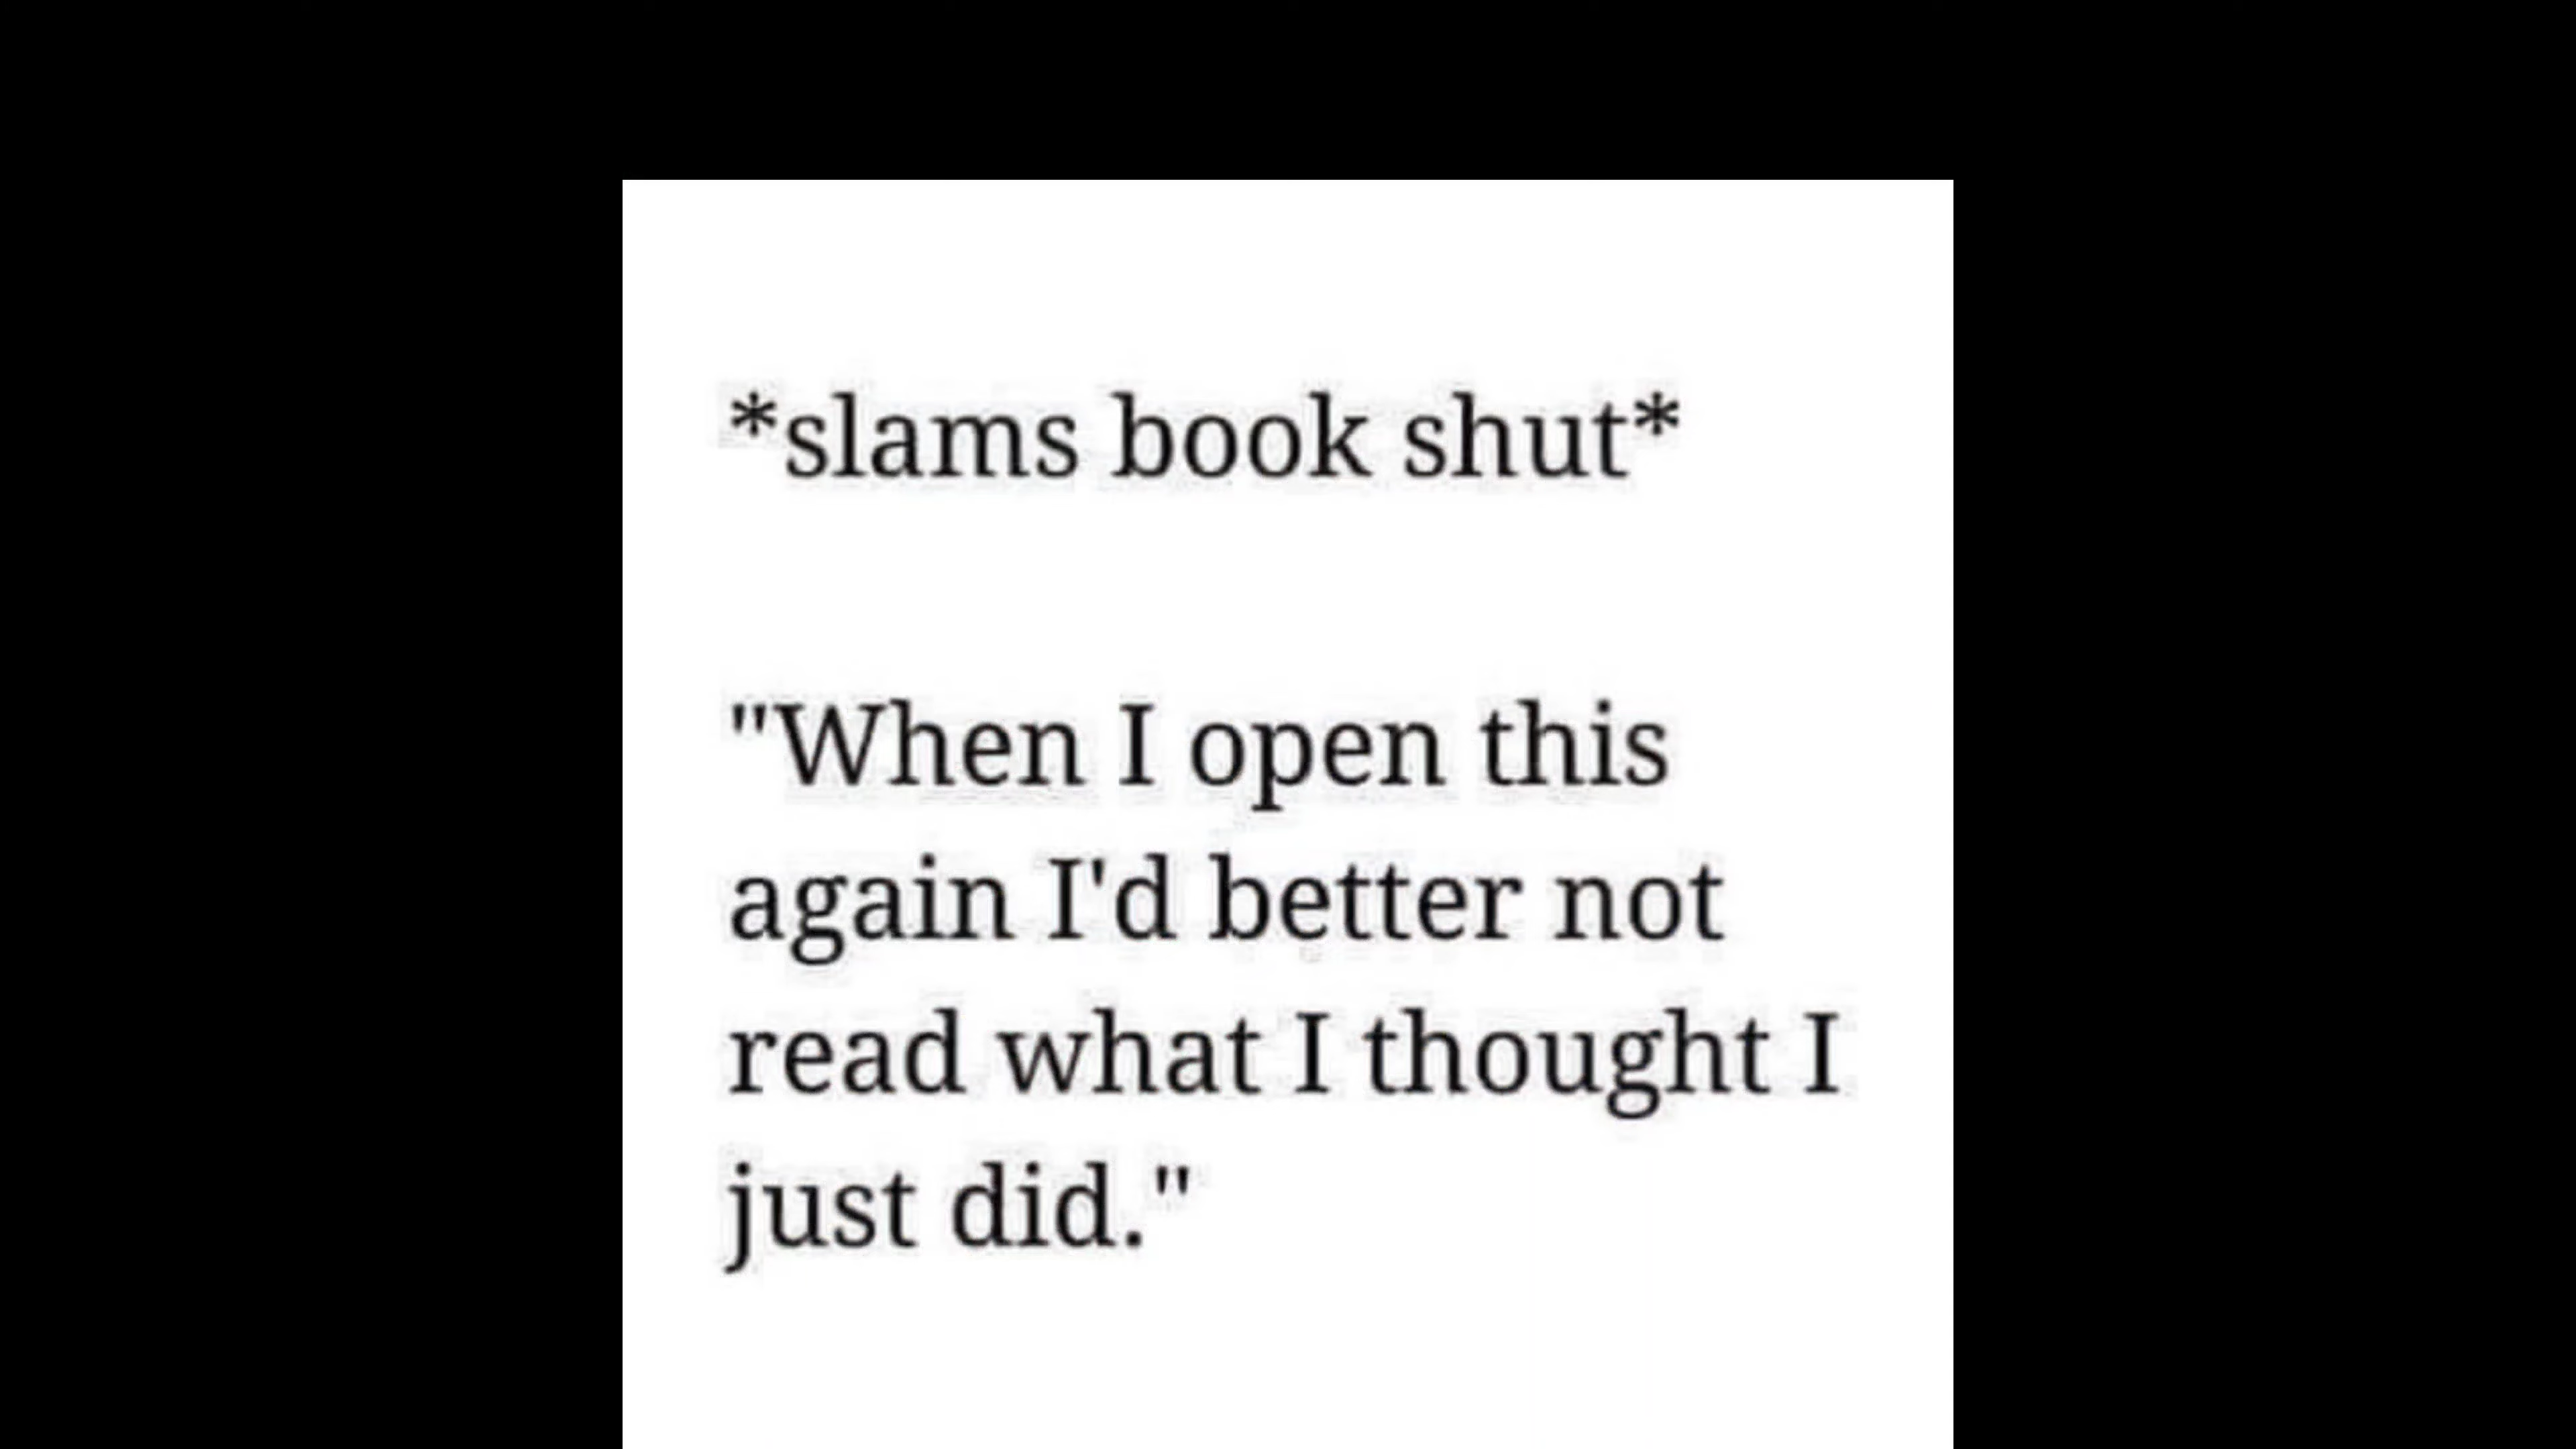 *slams book shut*
"When I open this
again I'd better not
read what I thought I
just did."